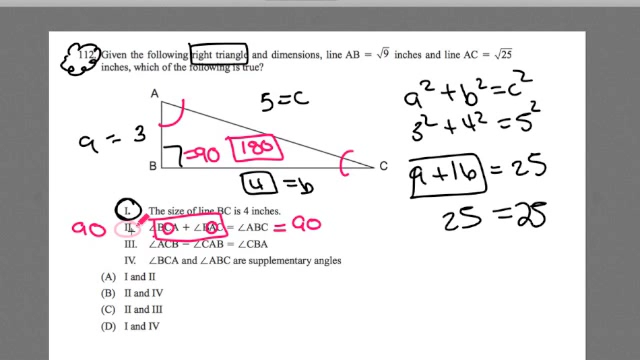 112. Given the following right triangle and dimensions, line AB = √9 inches and line AC = √25
inches, which of the following is true?
A
5 = C
a = 3
7 = 90
180
B
C
4 = b
a² + b² = c²
3² + 4² = 5²
9 + 16 = 25
25 = 25
I. The size of line BC is 4 inches.
90 II. ∠BCA + ∠BAC = ∠ABC = 90
III. ∠ACB – ∠CAB = ∠CBA
IV. ∠BCA and ∠ABC are supplementary angles
(A) I and II
(B) II and IV
(C) II and III
(D) I and IV